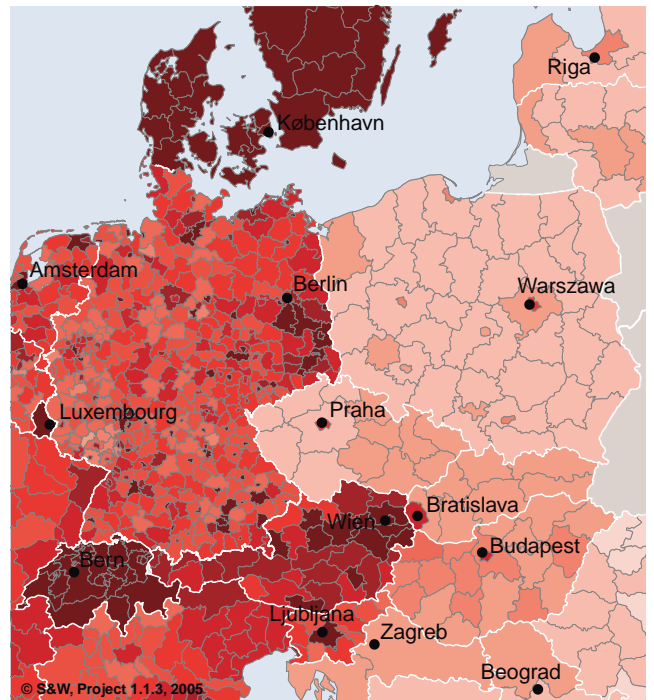 Riga
København
Amsterdam
Berlin
Warszawa
Luxembourg
Praha
Wien
Bratislava
Budapest
Bern
Ljubljana
Zagreb
Beograd
© S&W, Project 1.1.3, 2005